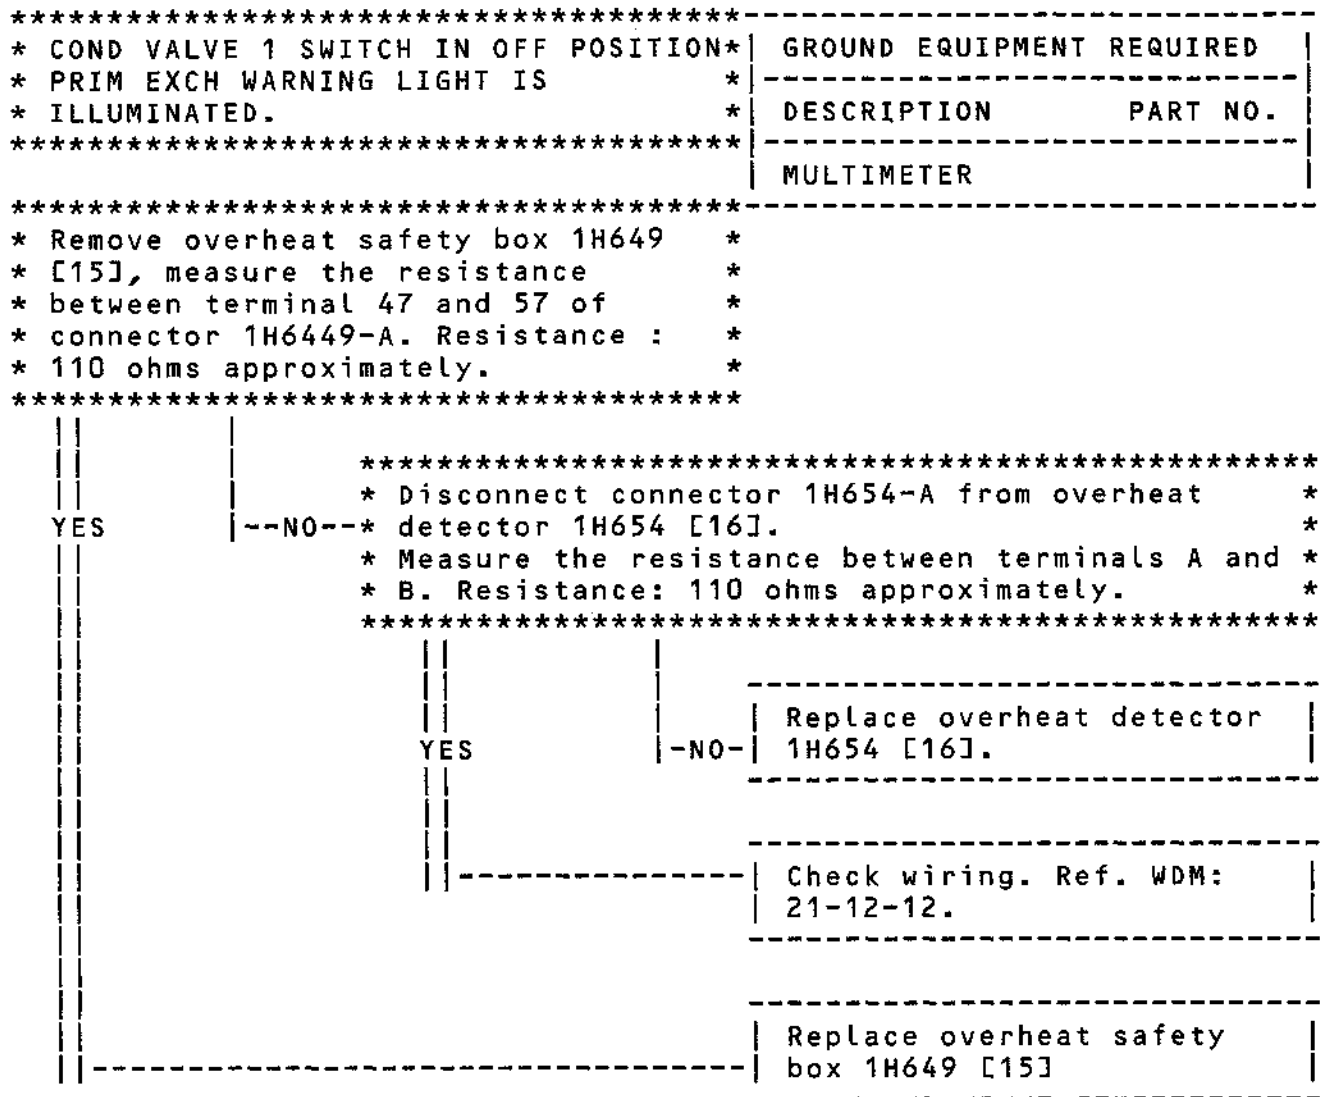 * COND VALVE 1 SWITCH IN OFF POSITION*
* PRIM EXCH WARNING LIGHT IS *
* ILLUMINATED. *
GROUND EQUIPMENT REQUIRED
DESCRIPTION PART NO.
MULTIMETER
* Remove overheat safety box 1H649 *
* [15], measure the resistance *
* between terminal 47 and 57 of *
* connector 1H6449-A. Resistance : *
* 110 ohms approximately. *
* Disconnect connector 1H654-A from overheat *
YES |--NO--* detector 1H654 [16]. *
* Measure the resistance between terminals A and *
* B. Resistance: 110 ohms approximately. *
Replace overheat detector
YES |-NO-| 1H654 [16].
Check wiring. Ref. WDM:
21-12-12.
Replace overheat safety
box 1H649 [15]